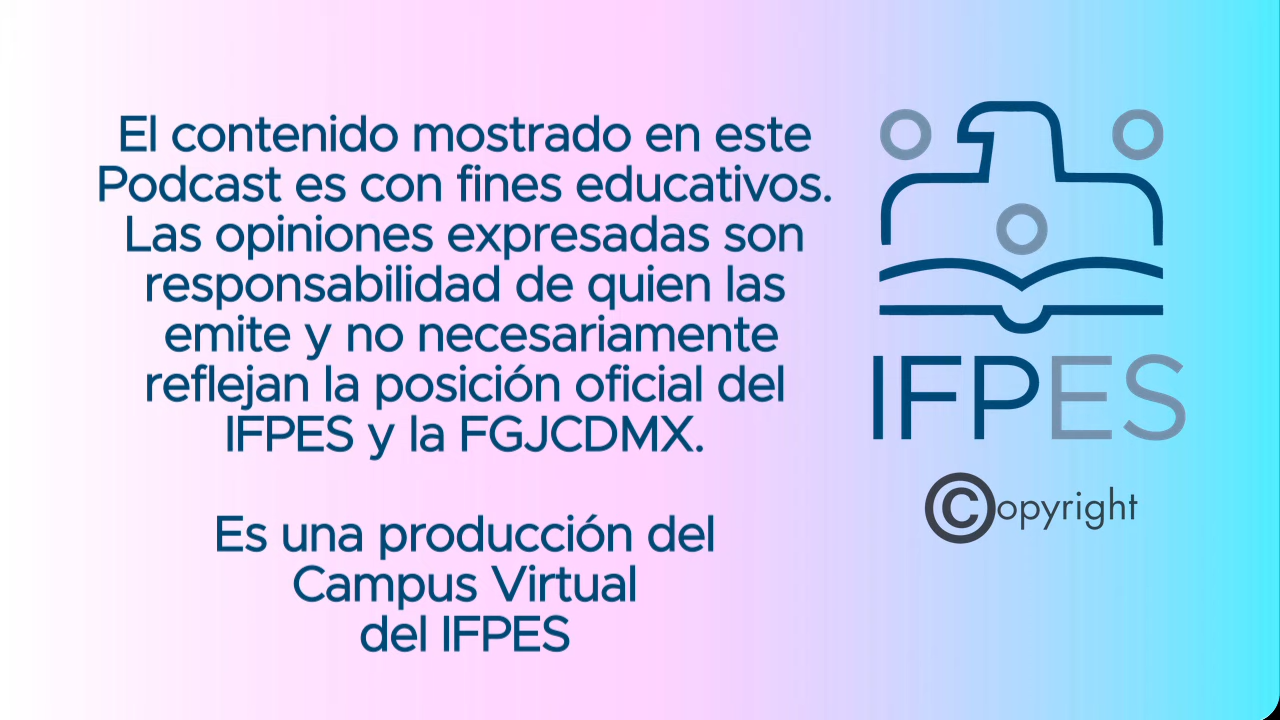 El contenido mostrado en este
Podcast es con fines educativos.
Las opiniones expresadas son
responsabilidad de quien las
emite y no necesariamente
reflejan la posición oficial del
IFPES y la FGJCDMX.
Es una producción del
Campus Virtual
del IFPES
IFPES
©opyright